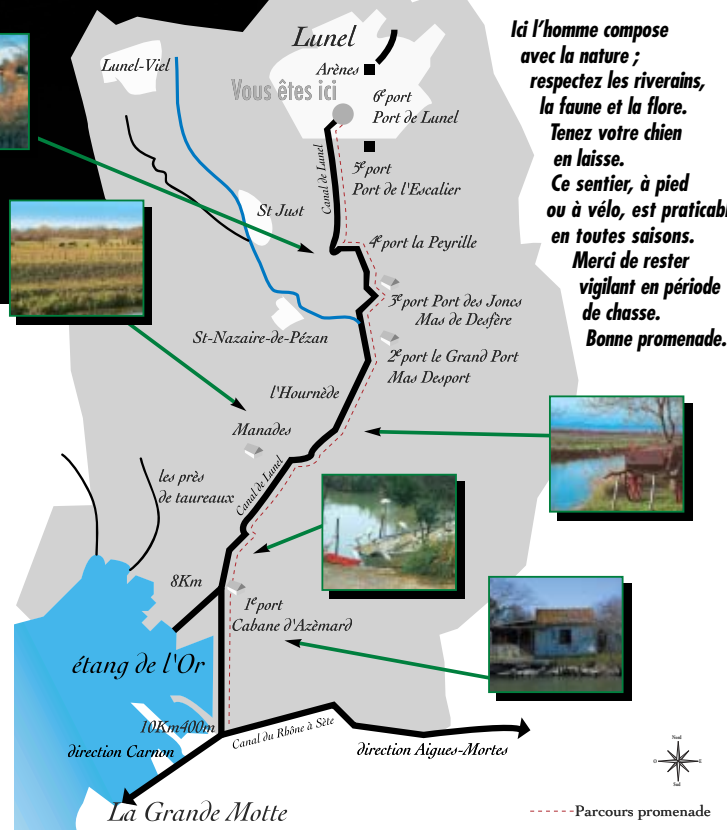 Lunel
Lunel-Viel
Arènes
Vous êtes ici
6e port
Port de Lunel
Canal de Lunel
5e port
Port de l'Escalier
St Just
4e port la Peyrille
3e port Port des Joncs
Mas de Desfère
St-Nazaire-de-Pézan
2e port le Grand Port
Mas Desport
l'Hournède
Manades
Canal de Lunel
les près
de taureaux
8Km
1e port
Cabane d'Azèmard
étang de l'Or
10Km400m
Canal du Rhône à Sète
direction Carnon
direction Aigues-Mortes
La Grande Motte
Ici l'homme compose
avec la nature ;
respectez les riverains,
la faune et la flore.
Tenez votre chien
en laisse.
Ce sentier, à pied
ou à vélo, est praticabl
en toutes saisons.
Merci de rester
vigilant en période
de chasse.
Bonne promenade.
Nord
O
E
Sud
Parcours promenade